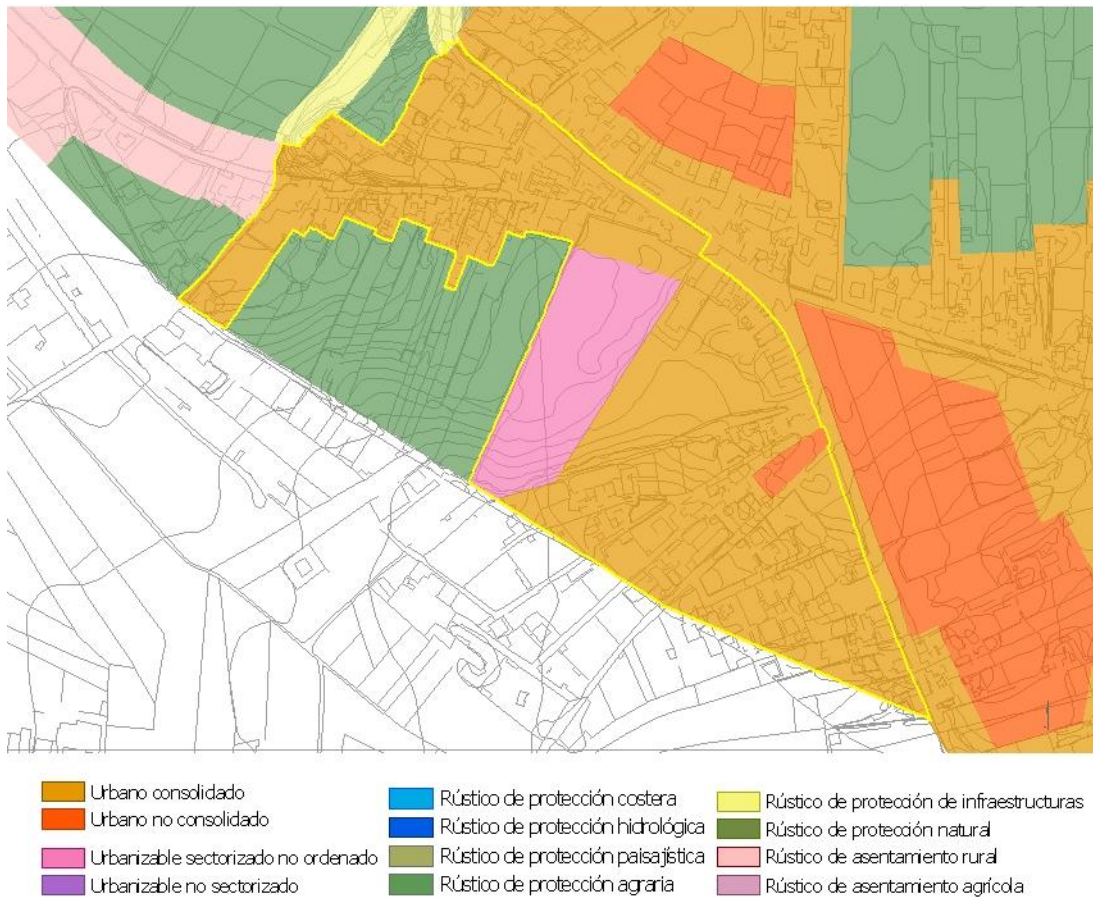 Urbano consolidado
Urbano no consolidado
Urbanizable sectorizado no ordenado
Urbanizable no sectorizado
Rústico de protección costera
Rústico de protección hidrológica
Rústico de protección paisajística
Rústico de protección agraria
Rústico de protección de infraestructuras
Rústico de protección natural
Rústico de asentamiento rural
Rústico de asentamiento agrícola